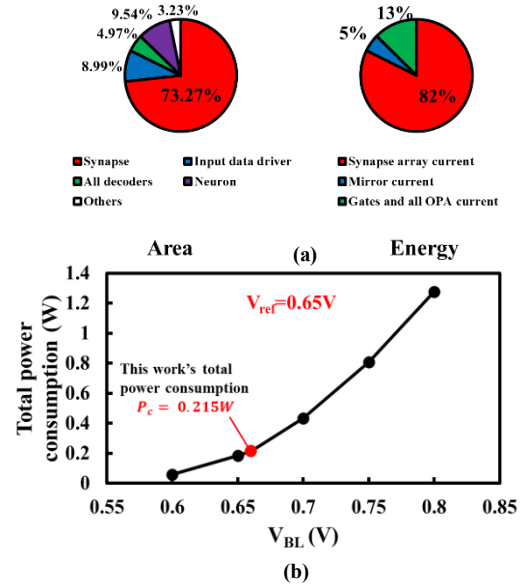 9.54% 3.23%
4.97%
8.99%
73.27%
13%
5%
82%
Synapse Input data driver
All decoders Neuron
Others
Synapse array current
Mirror current
Gates and all OPA current
Area (a) Energy
Total power consumption (W)
1.4
1.2
1
0.8
0.6
0.4
0.2
0
V_ref=0.65V
This work's total
power consumption
P_c = 0.215W
0.55 0.6 0.65 0.7 0.75 0.8 0.85
V_BL (V)
(b)